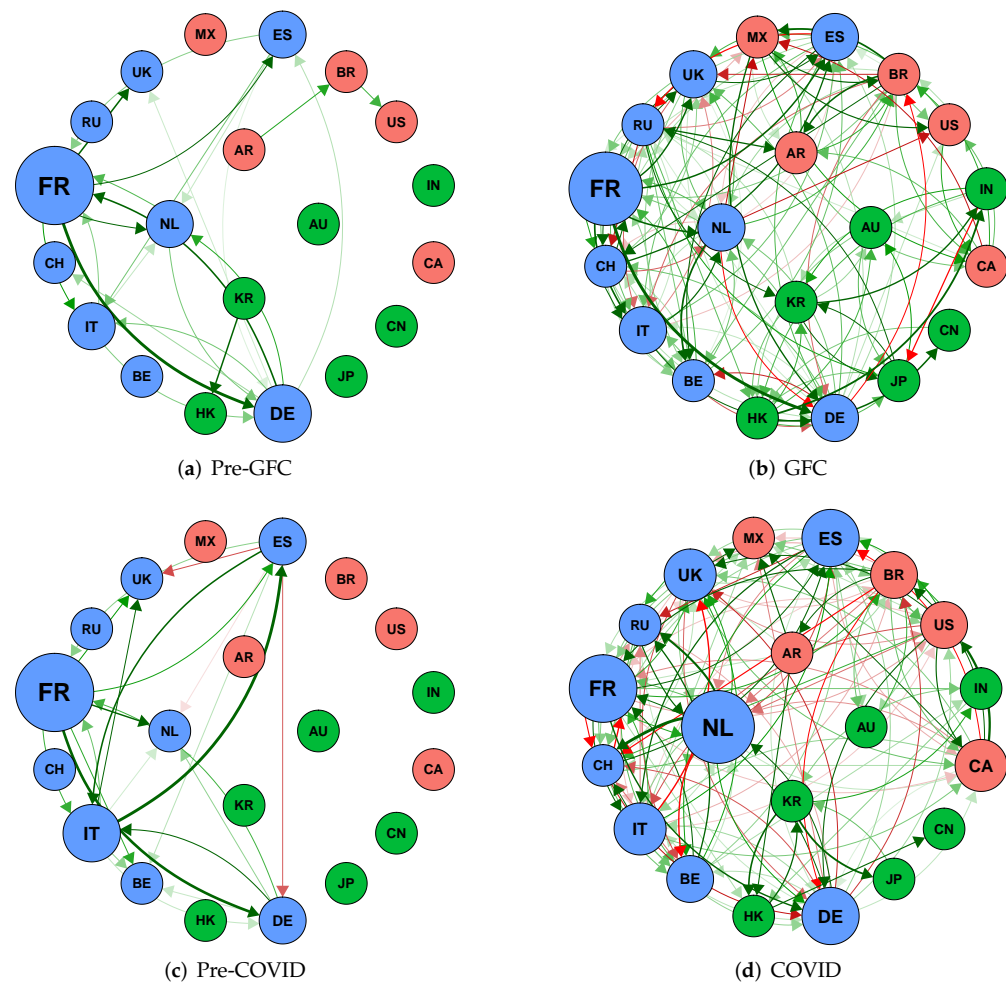 MX ES
UK BR
RU US
AR
FR IN
NL AU
CH CA
KR
IT CN
BE JP
HK DE
(a) Pre-GFC
MX ES
UK BR
RU US
AR
FR IN
NL AU
CH CA
KR
IT CN
BE JP
HK DE
(b) GFC
MX ES
UK BR
RU US
AR
FR IN
NL AU
CH CA
KR
IT CN
BE JP
HK DE
(c) Pre-COVID
MX ES
UK BR
RU US
AR
FR IN
NL AU
CH CA
KR
IT CN
BE JP
HK DE
(d) COVID